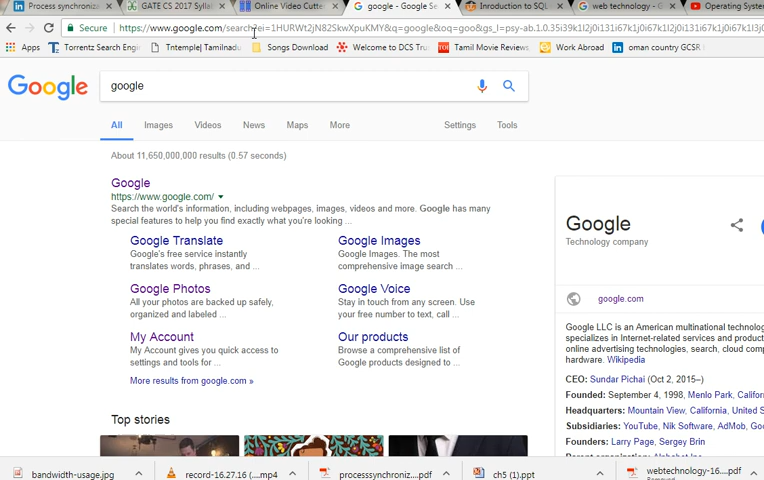 Process synchroniz
GATE CS 2017 Syllab
Online Video Cutter
google - Google Se
Inroduction to SQL
web technology - G
Operating System
Secure
https://www.google.com/search?ei=1HURWt2jN82SkwXpuKMY&q=google&oq=goo&gs_l=psy-ab.1.0.35i39k1l2j0i131i67k1j0i67k1l2j0i131i67k1j0i67k1l3j0
Apps
Torrentz Search Engi
Tntemple| Tamilnadu
Songs Download
Welcome to DCS Tru
Tamil Movie Reviews
Work Abroad
oman country GCSR
Google
google
All
Images
Videos
News
Maps
More
Settings
Tools
About 11,650,000,000 results (0.57 seconds)
Google
https://www.google.com/
Search the world's information, including webpages, images, videos and more. Google has many
special features to help you find exactly what you're looking ...
Google Translate
Google's free service instantly
translates words, phrases, and ...
Google Images
Google Images. The most
comprehensive image search ...
Google Photos
All your photos are backed up safely,
organized and labeled ...
Google Voice
Stay in touch from any screen. Use
your free number to text, call ...
My Account
My Account gives you quick access to
settings and tools for ...
Our products
Browse a comprehensive list of
Google products designed to ...
More results from google.com »
Top stories
Google
Technology company
google.com
Google LLC is an American multinational technolog
specializes in Internet-related services and product
online advertising technologies, search, cloud comp
hardware. Wikipedia
CEO: Sundar Pichai (Oct 2, 2015–)
Founded: September 4, 1998, Menlo Park, Californ
Headquarters: Mountain View, California, United S
Subsidiaries: YouTube, Nik Software, AdMob, Goo
Founders: Larry Page, Sergey Brin
bandwidth-usage.jpg
record-16.27.16 (....mp4
processsynchroniz....pdf
ch5 (1).ppt
webtechnology-16....pdf